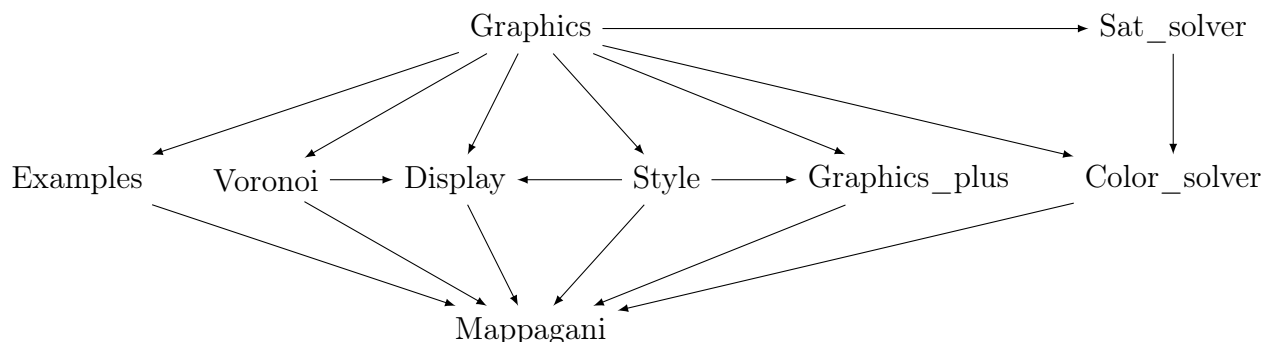 Graphics Sat_solver
Examples Voronoi Display Style Graphics_plus Color_solver
Mappagani